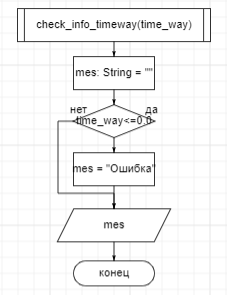 check_info_timeway(time_way)
mes: String = ""
нет
да
time_way<=0.0
mes = "Ошибка"
mes
конец